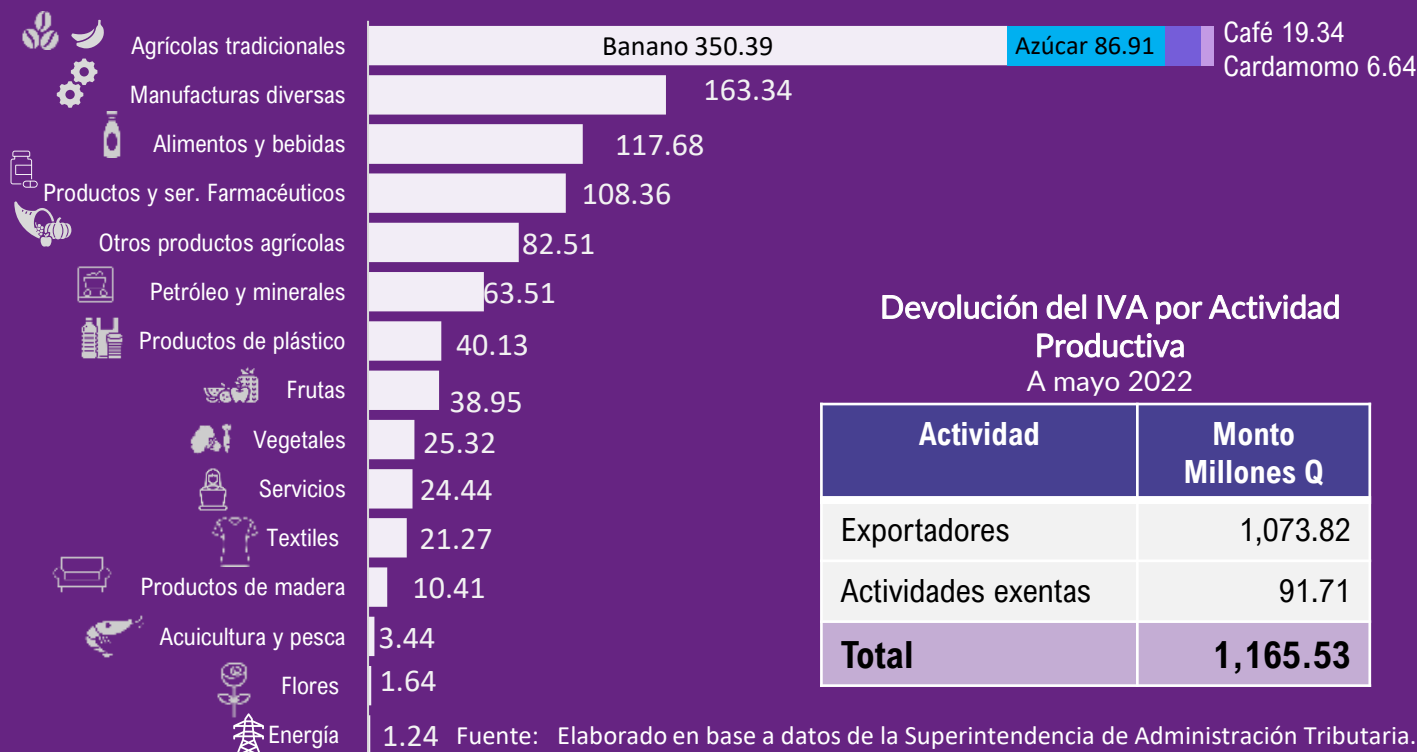 Agrícolas tradicionales
Banano 350.39
Azúcar 86.91
Café 19.34
Cardamomo 6.64
Manufacturas diversas
163.34
Alimentos y bebidas
117.68
Productos y ser. Farmacéuticos
108.36
Otros productos agrícolas
82.51
Petróleo y minerales
63.51
Productos de plástico
40.13
Frutas
38.95
Vegetales
25.32
Servicios
24.44
Textiles
21.27
Productos de madera
10.41
Acuicultura y pesca
3.44
Flores
1.64
Energía
1.24
Devolución del IVA por Actividad
Productiva
A mayo 2022
Actividad
Monto
Millones Q
Exportadores 1,073.82
Actividades exentas 91.71
Total 1,165.53
Fuente: Elaborado en base a datos de la Superintendencia de Administración Tributaria.